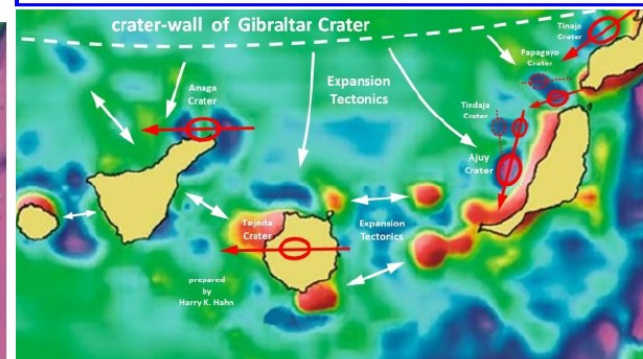 crater-wall of Gibraltar Crater
Tinajo
Crater
Papagayo
Crater
Anaga
Crater
Expansion
Tectonics
Tindaja
Crater
Ajuy
Crater
Tejada
Crater
Expansion
Tectonics
prepared
by
Harry K. Hahn